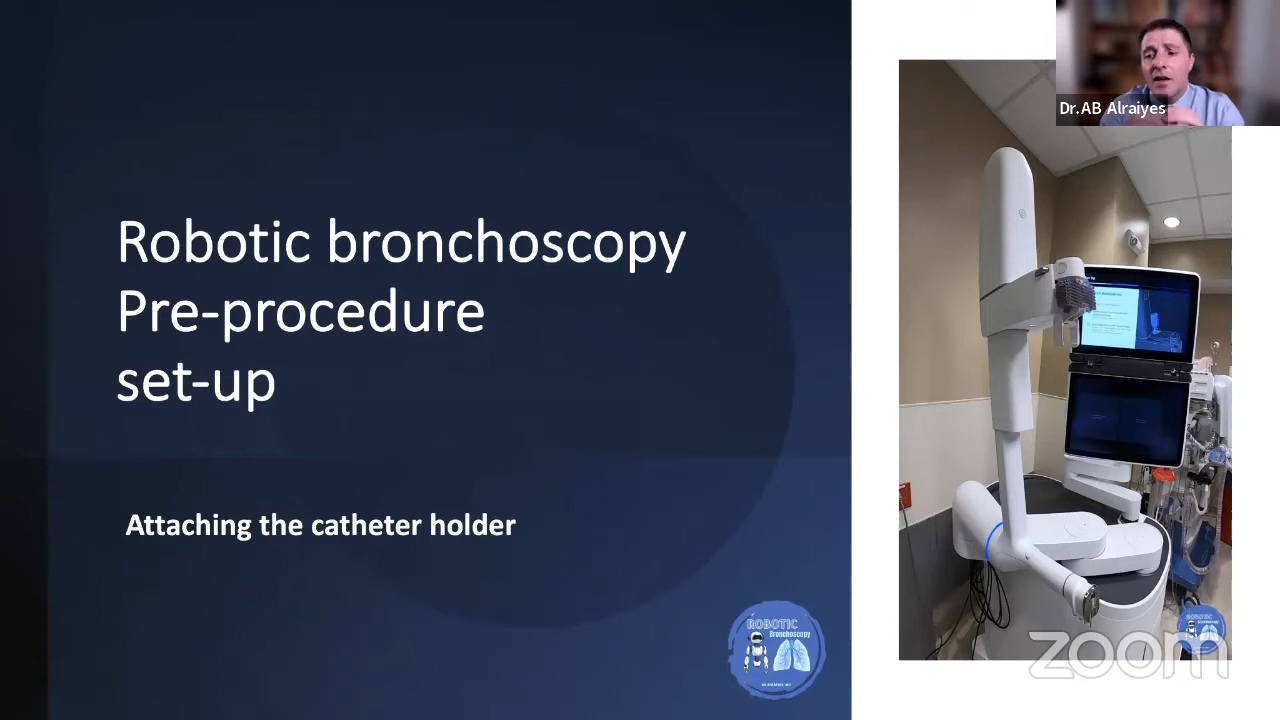 Dr.AB Alraiyes
Robotic bronchoscopy
Pre-procedure
set-up
Attaching the catheter holder
ROBOTIC
Bronchoscopy
zoom